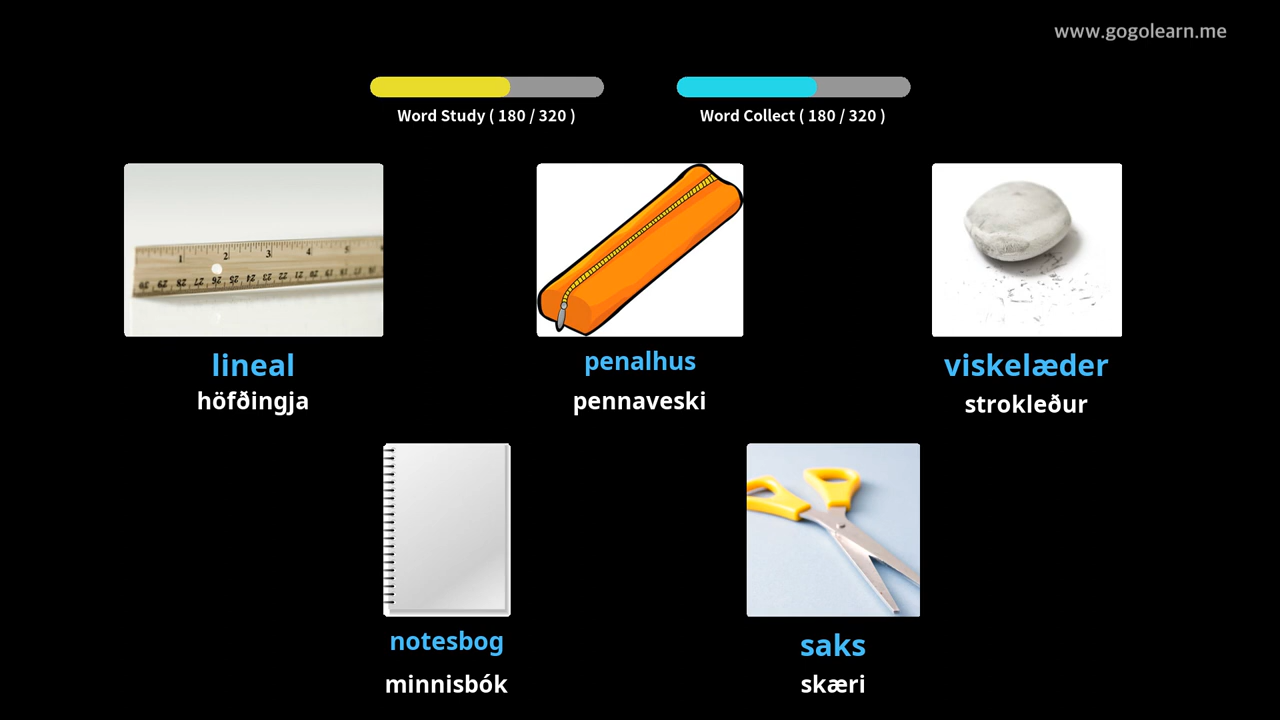 www.gogolearn.me
Word Study ( 180 / 320 )
Word Collect ( 180 / 320 )
lineal
höfðingja
penalhus
pennaveski
viskelæder
strokleður
notesbog
minnisbók
saks
skæri